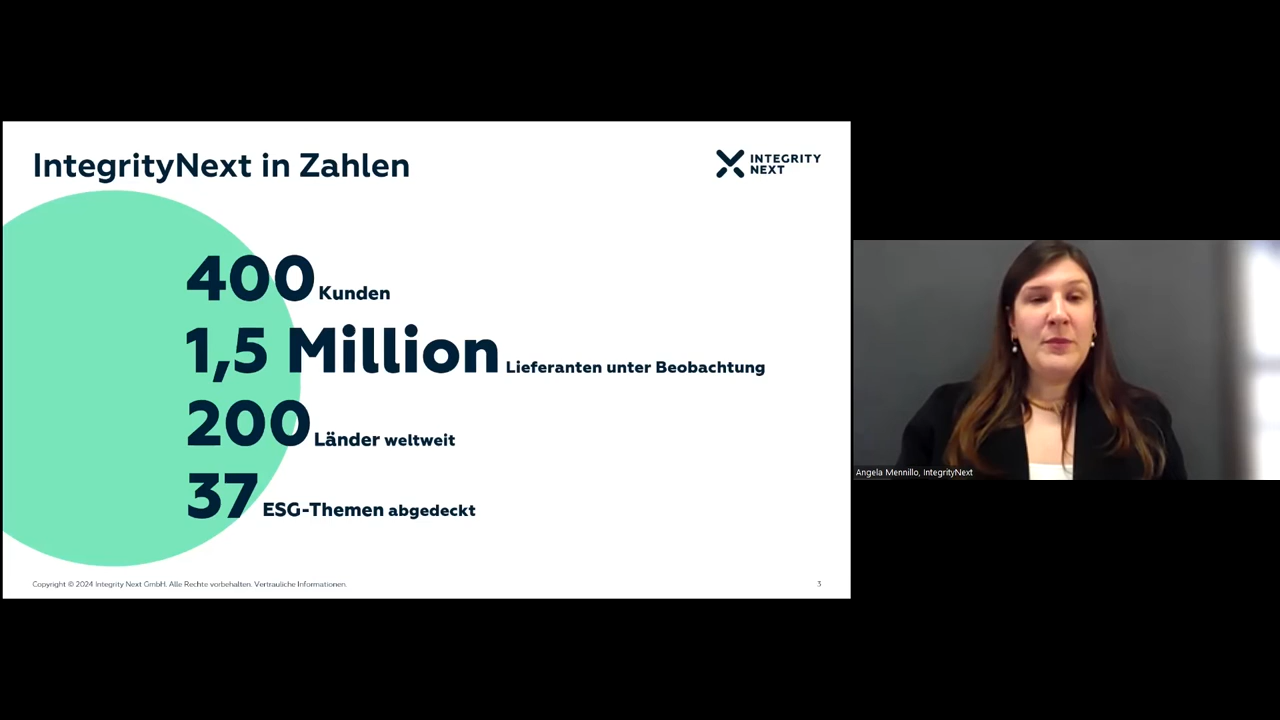 IntegrityNext in Zahlen
INTEGRITY
NEXT
400 Kunden
1,5 Million Lieferanten unter Beobachtung
200 Länder weltweit
37 ESG-Themen abgedeckt
Angela Mennillo, IntegrityNext
Copyright © 2024 Integrity Next GmbH. Alle Rechte vorbehalten. Vertrauliche Informationen.
3